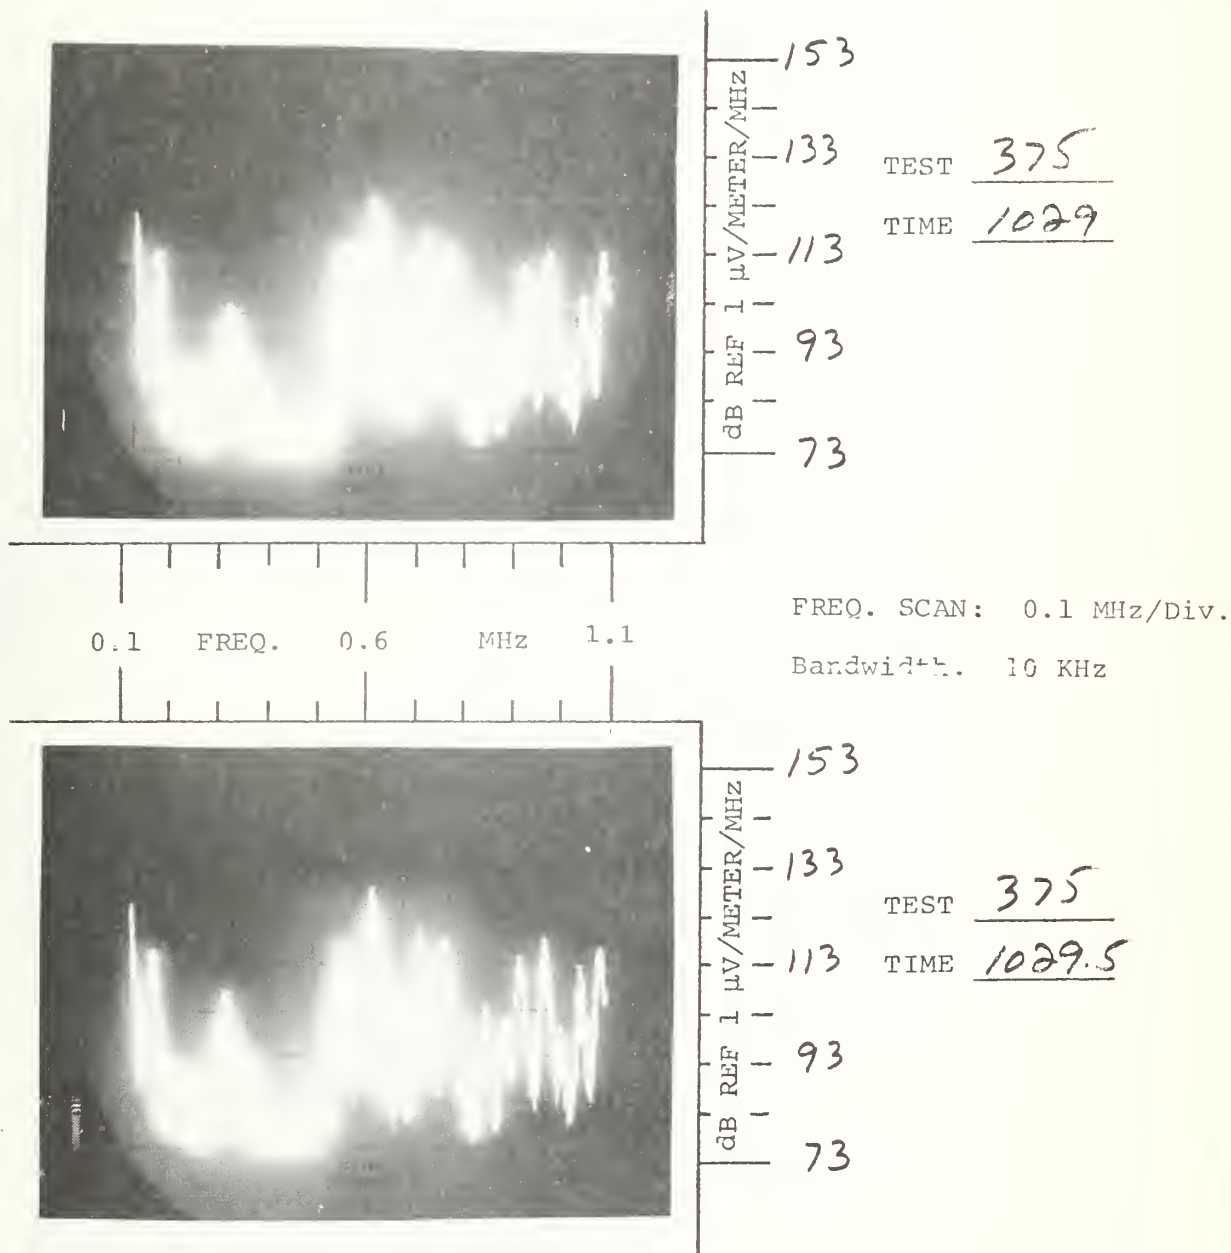 153
133
113
93
73
dB REF 1 µV/METER/MHz
TEST 375
TIME 1029
0.1 FREQ. 0.6 MHz 1.1
FREQ. SCAN: 0.1 MHz/Div.
Bandwidth. 10 KHz
153
133
113
93
73
dB REF 1 µV/METER/MHz
TEST 375
TIME 1029.5